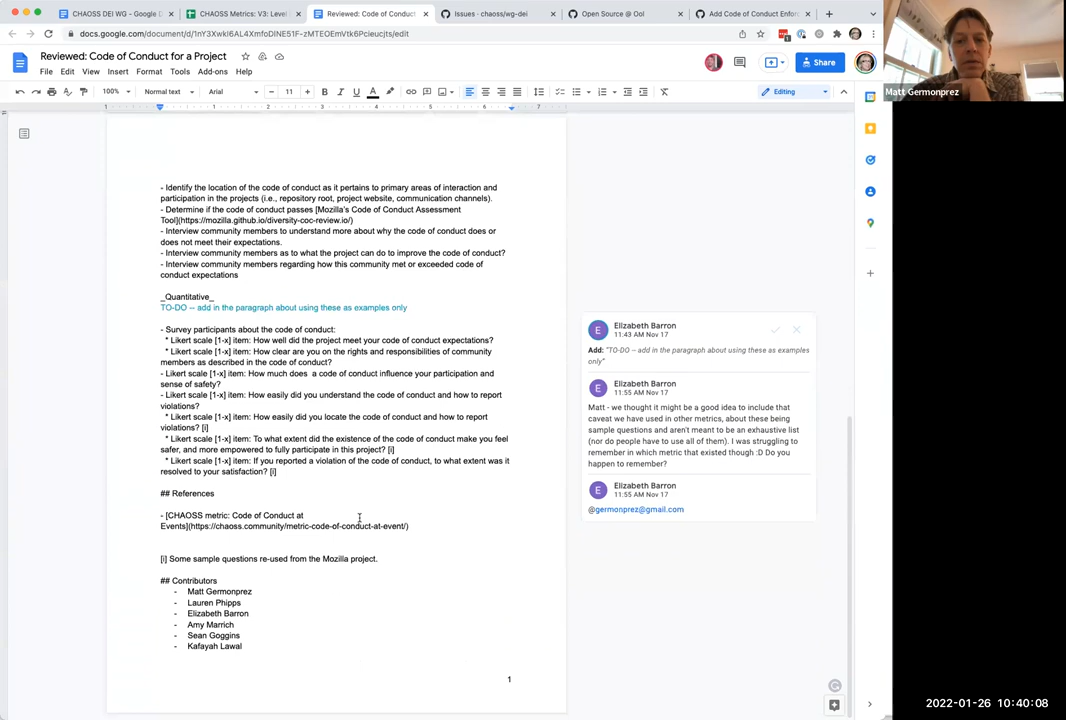 CHAOSS DEI WG - Google D
CHAOSS Metrics: V3: Level
Reviewed: Code of Conduct
Issues · chaoss/wg-dei
Open Source @ Ool
Add Code of Conduct Enfor
docs.google.com/document/d/1nY3Xwkl6AL4XmfoDINE51F-zMTEOEmVtk6Pcieucjts/edit
Reviewed: Code of Conduct for a Project
File Edit View Insert Format Tools Add-ons Help
Share
100% Normal text Arial 11 Editing
Matt Germonprez
- Identify the location of the code of conduct as it pertains to primary areas of interaction and
participation in the projects (i.e., repository root, project website, communication channels).
- Determine if the code of conduct passes [Mozilla's Code of Conduct Assessment
Tool](https://mozilla.github.io/diversity-coc-review.io/)
- Interview community members to understand more about why the code of conduct does or
does not meet their expectations.
- Interview community members as to what the project can do to improve the code of conduct?
- Interview community members regarding how this community met or exceeded code of
conduct expectations
_Quantitative_
TO-DO -- add in the paragraph about using these as examples only
- Survey participants about the code of conduct:
* Likert scale [1-x] item: How well did the project meet your code of conduct expectations?
* Likert scale [1-x] item: How clear are you on the rights and responsibilities of community
members as described in the code of conduct?
- Likert scale [1-x] item: How much does a code of conduct influence your participation and
sense of safety?
- Likert scale [1-x] item: How easily did you understand the code of conduct and how to report
violations?
* Likert scale [1-x] item: How easily did you locate the code of conduct and how to report
violations? [i]
* Likert scale [1-x] item: To what extent did the existence of the code of conduct make you feel
safer, and more empowered to fully participate in this project? [i]
* Likert scale [1-x] item: If you reported a violation of the code of conduct, to what extent was it
resolved to your satisfaction? [i]
## References
- [CHAOSS metric: Code of Conduct at
Events](https://chaoss.community/metric-code-of-conduct-at-event/)
[i] Some sample questions re-used from the Mozilla project.
## Contributors
- Matt Germonprez
- Lauren Phipps
- Elizabeth Barron
- Amy Marrich
- Sean Goggins
- Kafayah Lawal
1
E
Elizabeth Barron
11:43 AM Nov 17
Add: "TO-DO -- add in the paragraph about using these as examples
only"
E
Elizabeth Barron
11:55 AM Nov 17
Matt - we thought it might be a good idea to include that
caveat we have used in other metrics, about these being
sample questions and aren't meant to be an exhaustive list
(nor do people have to use all of them). I was struggling to
remember in which metric that existed though :D Do you
happen to remember?
E
Elizabeth Barron
11:55 AM Nov 17
@germonprez@gmail.com
2022-01-26 10:40:08